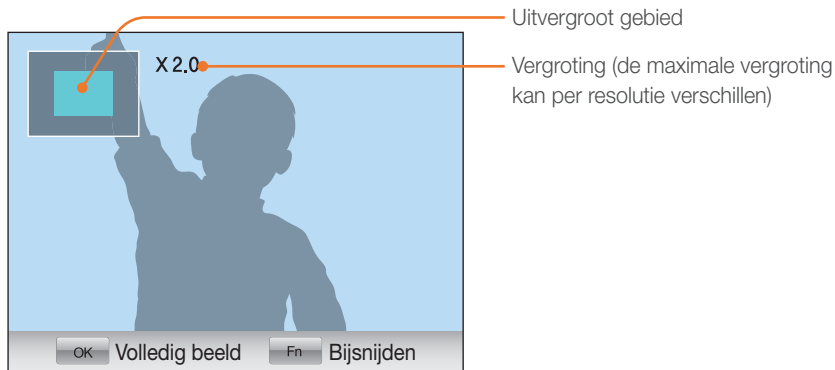 Uitvergroot gebied
X 2.0
Vergroting (de maximale vergroting
kan per resolutie verschillen)
OK Volledig beeld Fn Bijsnijden